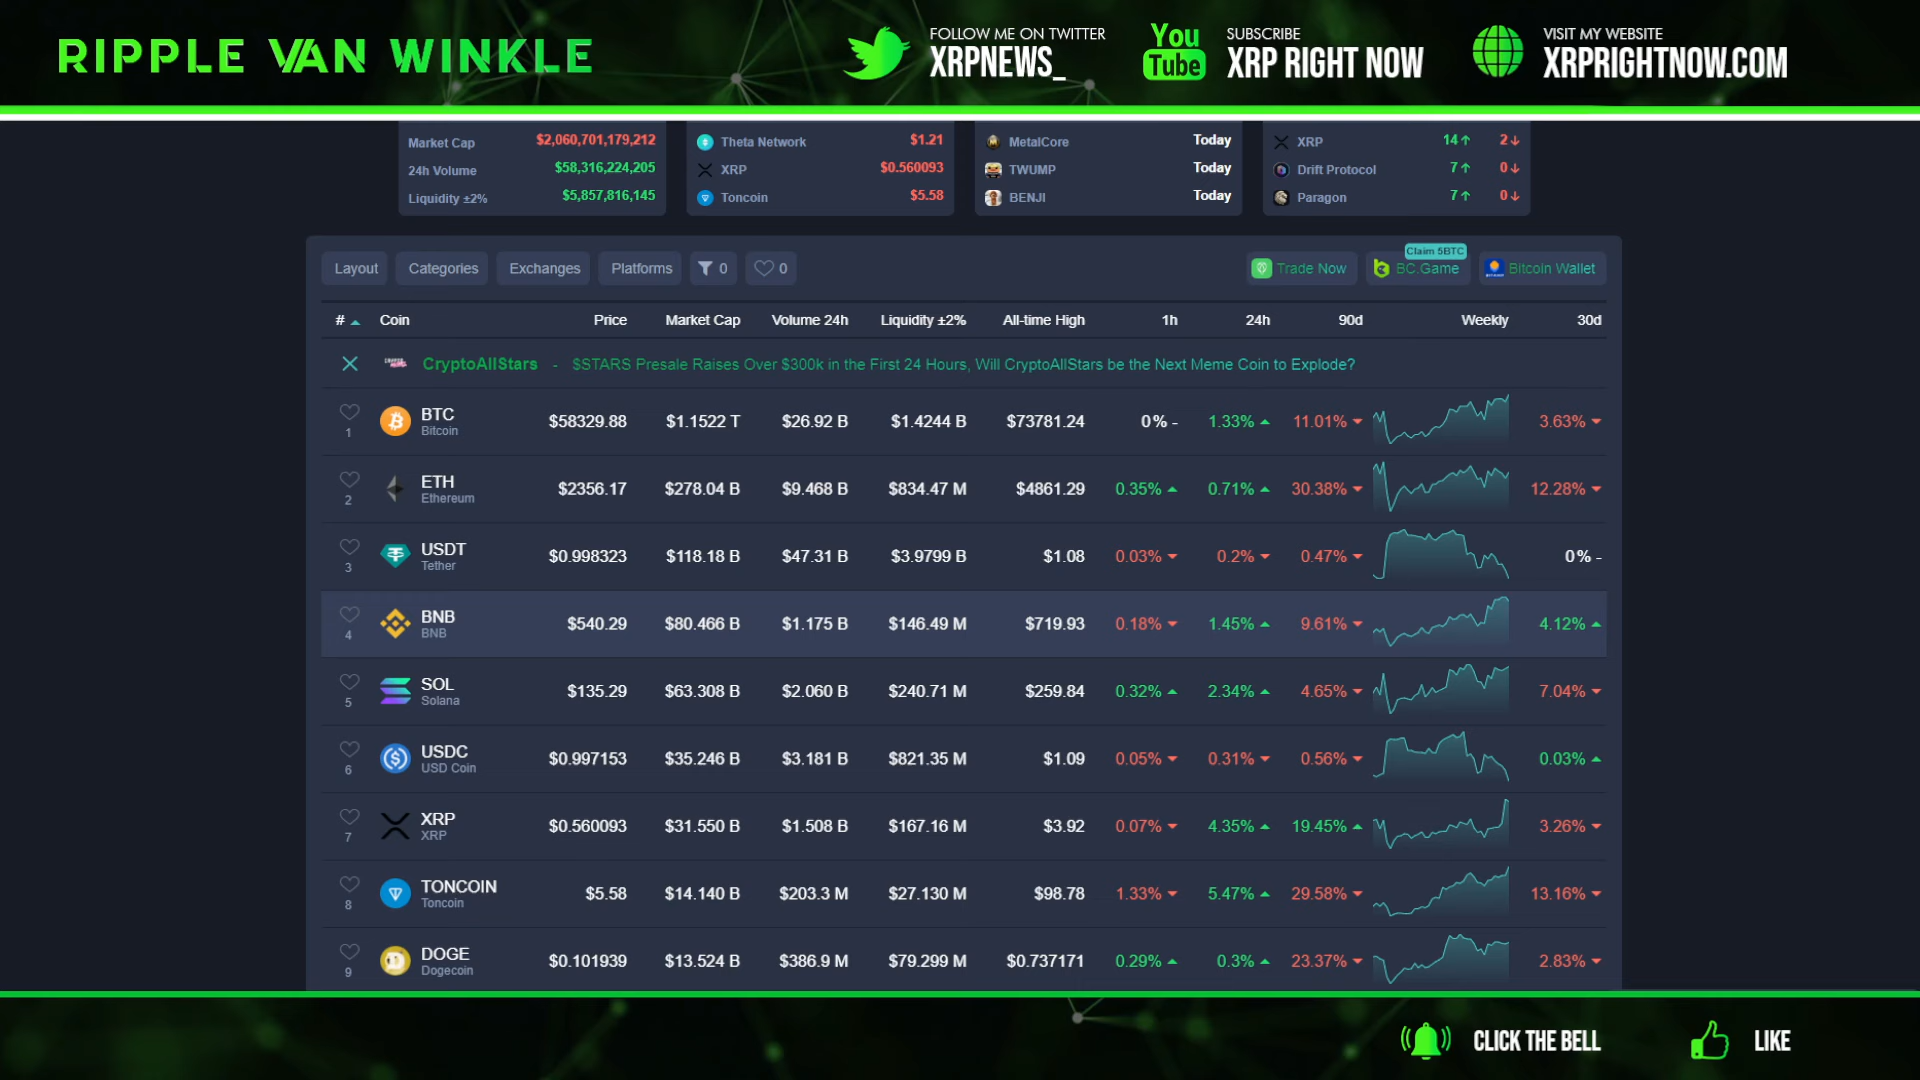 RIPPLE VAN WINKLE
FOLLOW ME ON TWITTER
XRPNEWS_
You
Tube
SUBSCRIBE
XRP RIGHT NOW
VISIT MY WEBSITE
XRPRIGHTNOW.COM
Market Cap $2,060,701,179,212
24h Volume $58,316,224,205
Liquidity ±2% $5,857,816,145
Theta Network $1.21
XRP $0.560093
Toncoin $5.58
MetalCore Today
TWUMP Today
BENJI Today
XRP 14↑ 2↓
Drift Protocol 7↑ 0↓
Paragon 7↑ 0↓
Layout Categories Exchanges Platforms 0 0 Trade Now BC.Game Claim 5BTC Bitcoin Wallet
# Coin Price Market Cap Volume 24h Liquidity ±2% All-time High 1h 24h 90d Weekly 30d
CryptoAllStars - $STARS Presale Raises Over $300k in the First 24 Hours, Will CryptoAllStars be the Next Meme Coin to Explode?
1 BTC Bitcoin $58329.88 $1.1522 T $26.92 B $1.4244 B $73781.24 0% - 1.33% 11.01% 3.63%
2 ETH Ethereum $2356.17 $278.04 B $9.468 B $834.47 M $4861.29 0.35% 0.71% 30.38% 12.28%
3 USDT Tether $0.998323 $118.18 B $47.31 B $3.9799 B $1.08 0.03% 0.2% 0.47% 0% -
4 BNB BNB $540.29 $80.466 B $1.175 B $146.49 M $719.93 0.18% 1.45% 9.61% 4.12%
5 SOL Solana $135.29 $63.308 B $2.060 B $240.71 M $259.84 0.32% 2.34% 4.65% 7.04%
6 USDC USD Coin $0.997153 $35.246 B $3.181 B $821.35 M $1.09 0.05% 0.31% 0.56% 0.03%
7 XRP XRP $0.560093 $31.550 B $1.508 B $167.16 M $3.92 0.07% 4.35% 19.45% 3.26%
8 TONCOIN Toncoin $5.58 $14.140 B $203.3 M $27.130 M $98.78 1.33% 5.47% 29.58% 13.16%
9 DOGE Dogecoin $0.101939 $13.524 B $386.9 M $79.299 M $0.737171 0.29% 0.3% 23.37% 2.83%
CLICK THE BELL
LIKE